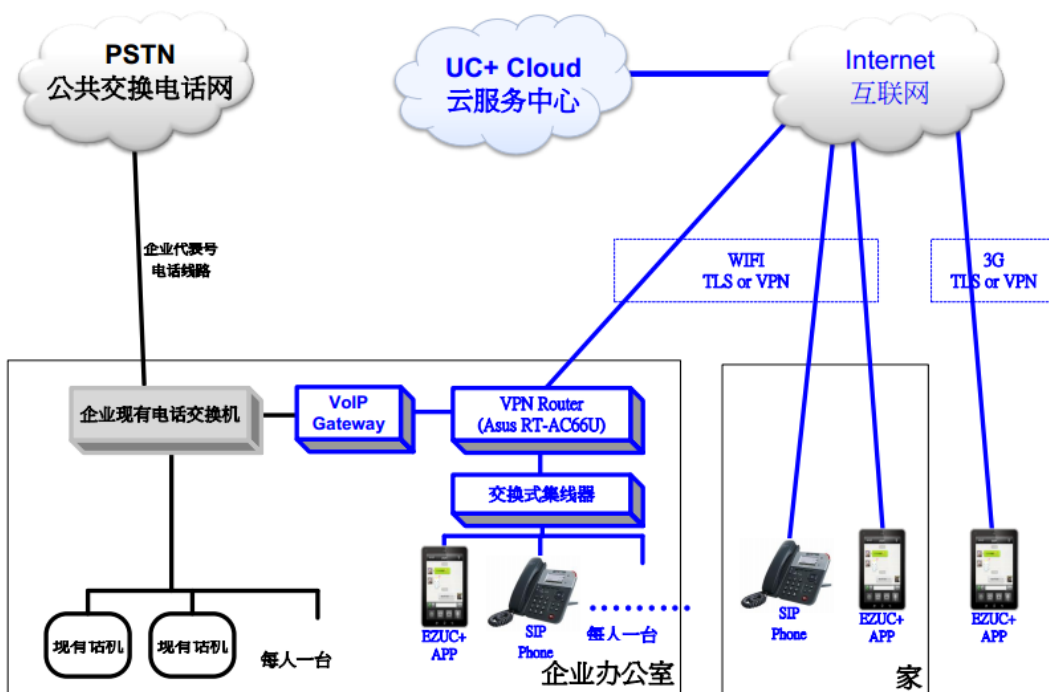 PSTN
公共交换电话网
UC+ Cloud
云服务中心
Internet
互联网
企业代表号
电话线路
WIFI
TLS or VPN
3G
TLS or VPN
企业现有电话交换机
VoIP
Gateway
VPN Router
(Asus RT-AC66U)
交换式集线器
现有话机
现有话机
每人一台
EZUC+
APP
SIP
Phone
每人一台
企业办公室
SIP
Phone
EZUC+
APP
家
EZUC+
APP